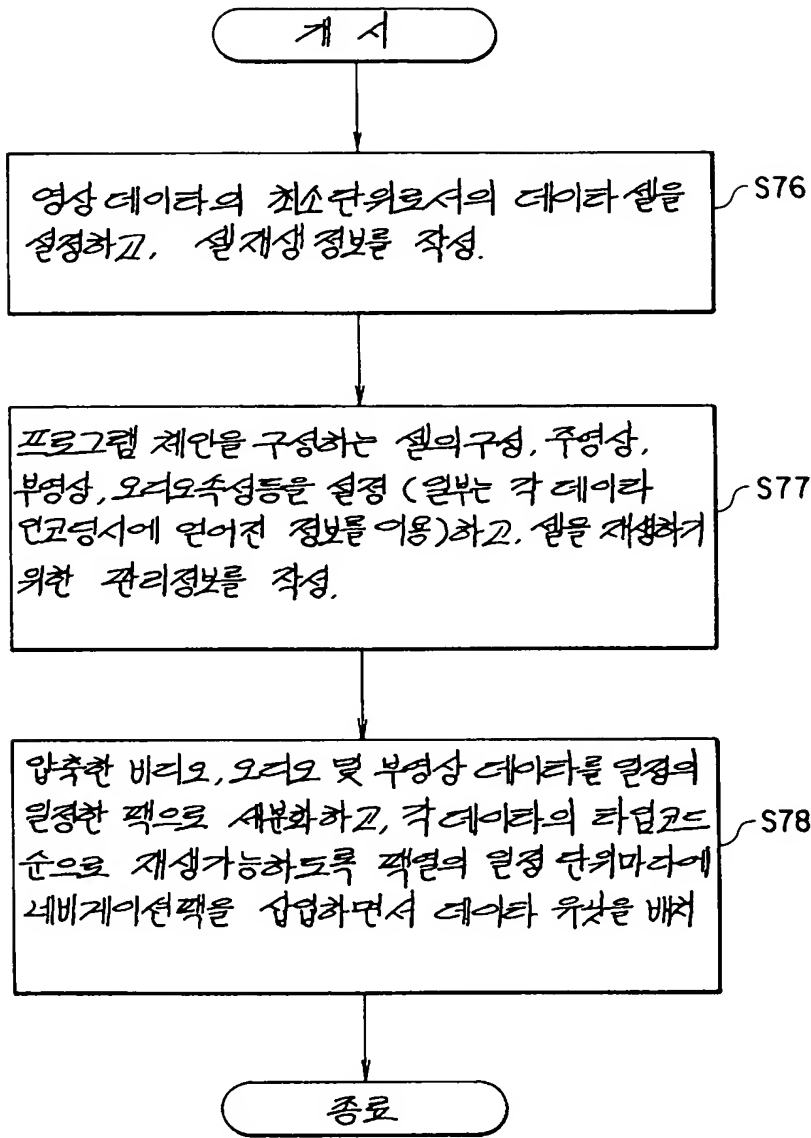 개시
영상 데이타의 최소단위로서의 데이타 셀을
설정하고, 셀 재생 정보를 작성.
S76
프로그램 체인을 구성하는 셀의구성, 주영상,
부영상, 오디오속성등을 설정 (일부는 각 데이타
인코딩시에 얻어진 정보를 이용)하고, 셀을 재생하기
위한 관리정보를 작성.
S77
압축한 비디오, 오디오 및 부영상 데이타를 일정의
일정한 팩으로 세분화하고, 각 데이타의 타임코드
순으로 재생가능하도록 팩열의 일정 단위마다에
네비게이션팩을 삽입하면서 데이타 유닛을 배치
S78
종료